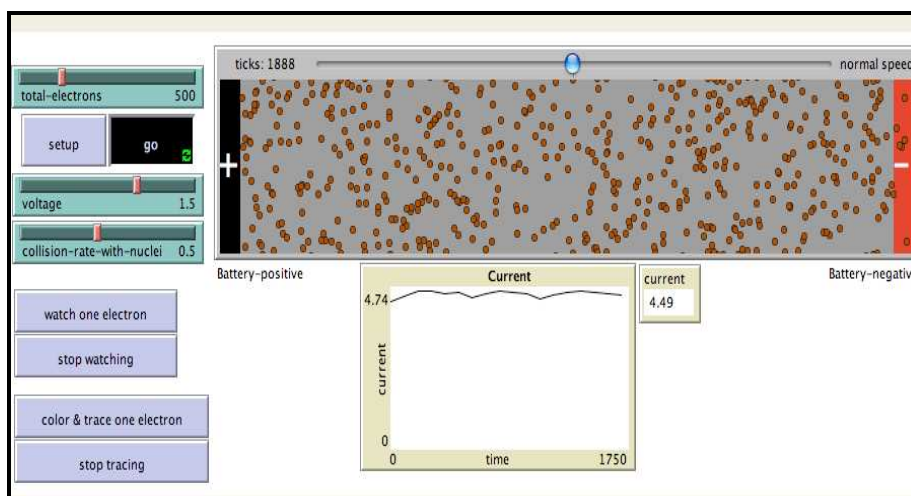 ticks: 1888 normal speed
total-electrons 500
setup go
voltage 1.5
collision-rate-with-nuclei 0.5
+ −
Battery-positive Battery-negative
watch one electron
stop watching
color & trace one electron
stop tracing
Current
4.74
current
0
0 time 1750
current
4.49